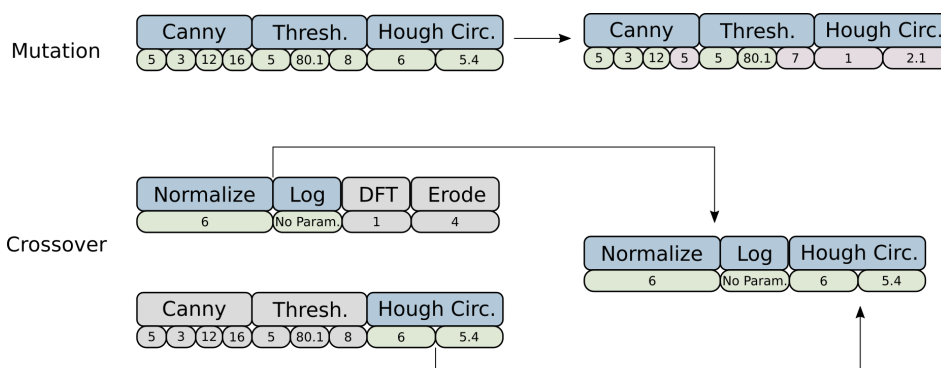 Canny Thresh. Hough Circ. Canny Thresh. Hough Circ.
Mutation
5 3 12 16 5 80.1 8 6 5.4 5 3 12 5 5 80.1 7 1 2.1
Normalize Log DFT Erode
6 No Param. 1 4
Crossover
Normalize Log Hough Circ.
6 No Param. 6 5.4
Canny Thresh. Hough Circ.
5 3 12 16 5 80.1 8 6 5.4